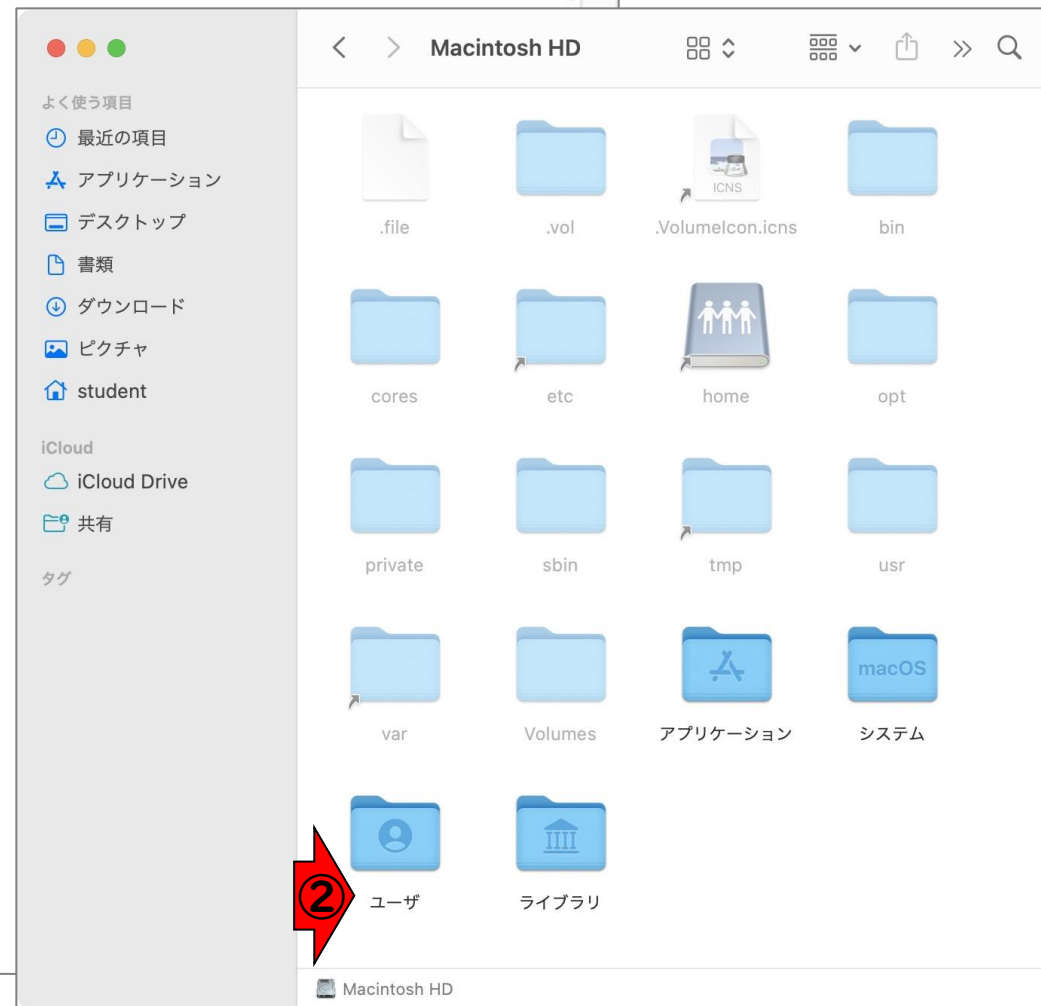 Macintosh HD
よく使う項目
最近の項目
アプリケーション
デスクトップ
書類
ダウンロード
ピクチャ
student
iCloud
iCloud Drive
共有
タグ
ICNS
.file .vol .VolumeIcon.icns bin
cores etc home opt
private sbin tmp usr
macOS
var Volumes アプリケーション システム
②
ユーザ ライブラリ
Macintosh HD